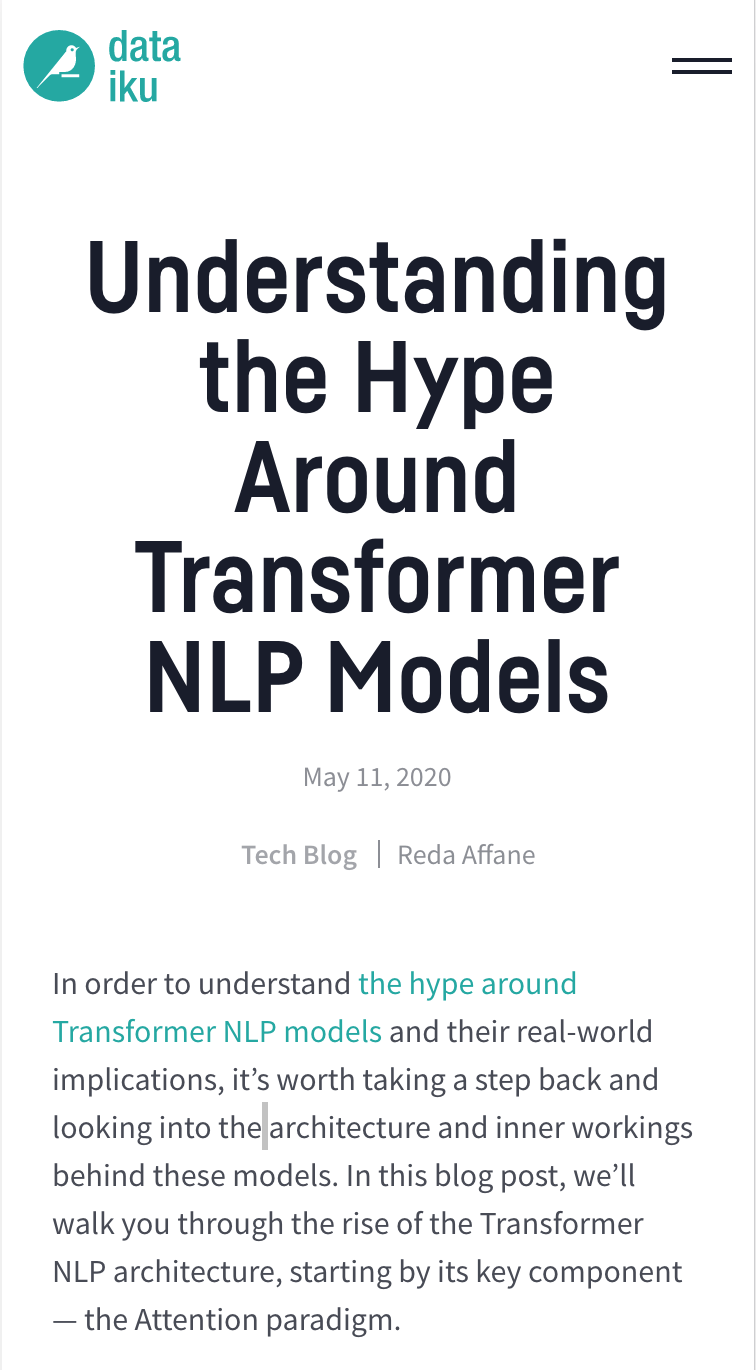 data
iku
Understanding
the Hype
Around
Transformer
NLP Models
May 11, 2020
Tech Blog | Reda Affane
In order to understand the hype around
Transformer NLP models and their real-world
implications, it’s worth taking a step back and
looking into the architecture and inner workings
behind these models. In this blog post, we’ll
walk you through the rise of the Transformer
NLP architecture, starting by its key component
— the Attention paradigm.